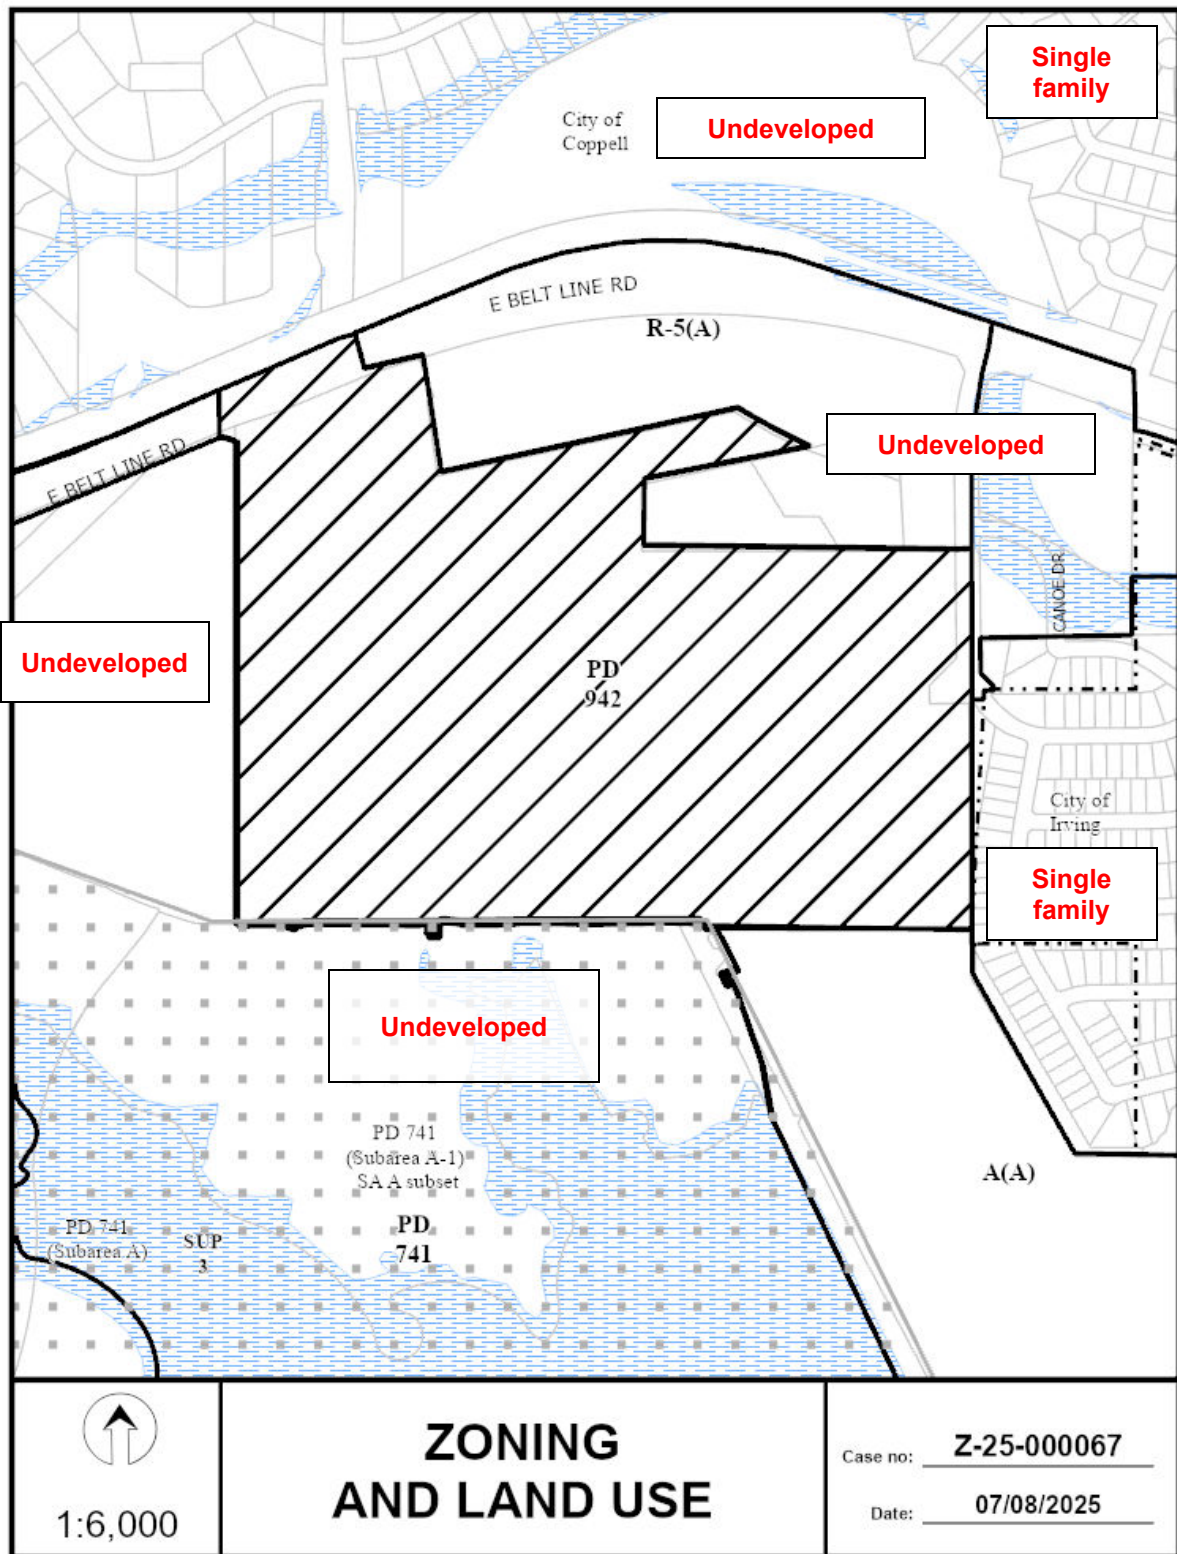 Single
family
City of
Coppell
Undeveloped
E BELT LINE RD
R-5(A)
Undeveloped
E BELT LINE RD
CANOE DR
Undeveloped
PD
942
City of
Irving
Single
family
Undeveloped
PD 741
(Subarea A-1)
SA A subset
A(A)
PD 741
(Subarea A)
SUP
3
PD
741
1:6,000
ZONING
AND LAND USE
Case no: Z-25-000067
Date: 07/08/2025